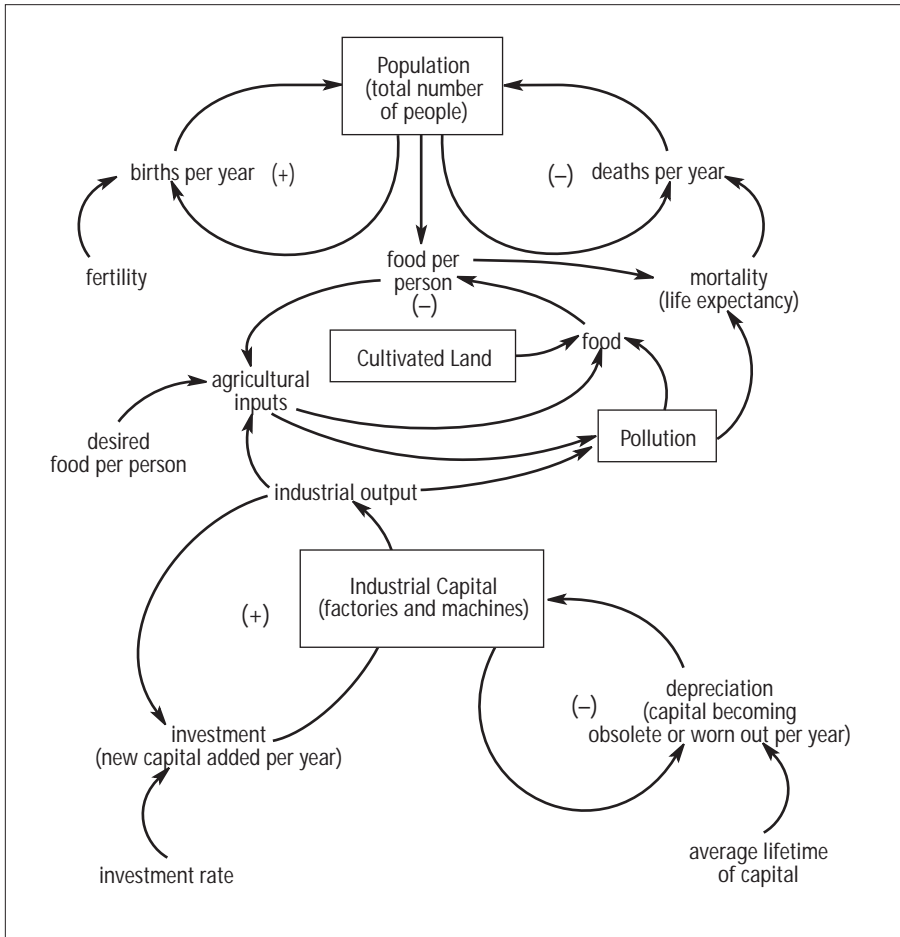 Population
(total number
of people)
births per year
(+)
(–)
deaths per year
fertility
food per
person
(–)
mortality
(life expectancy)
Cultivated Land
food
agricultural
inputs
desired
food per person
Pollution
industrial output
Industrial Capital
(factories and machines)
(+)
(–)
depreciation
(capital becoming
obsolete or worn out per year)
investment
(new capital added per year)
investment rate
average lifetime
of capital